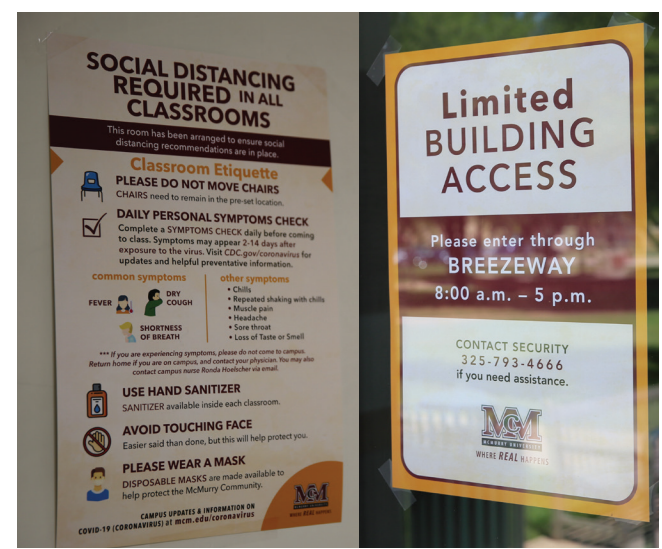 SOCIAL DISTANCING
REQUIRED IN ALL
CLASSROOMS
This room has been arranged to ensure social
distancing recommendations are in place.
Classroom Etiquette
PLEASE DO NOT MOVE CHAIRS
CHAIRS need to remain in the pre-set location.
DAILY PERSONAL SYMPTOMS CHECK
Complete a SYMPTOMS CHECK daily before coming
to class. Symptoms may appear 2-14 days after
exposure to the virus. Visit CDC.gov/coronavirus for
updates and helpful preventative information.
common symptoms
FEVER
DRY
COUGH
SHORTNESS
OF BREATH
other symptoms
• Chills
• Repeated shaking with chills
• Muscle pain
• Headache
• Sore throat
• Loss of Taste or Smell
*** If you are experiencing symptoms, please do not come to campus.
Return home if you are on campus, and contact your physician. You may also
contact campus nurse Ronda Hoelscher via email.
USE HAND SANITIZER
SANITIZER available inside each classroom.
AVOID TOUCHING FACE
Easier said than done, but this will help protect you.
PLEASE WEAR A MASK
DISPOSABLE MASKS are made available to
help protect the McMurry Community.
CAMPUS UPDATES & INFORMATION ON
COVID-19 (CORONAVIRUS) at mcm.edu/coronavirus
McM
MCMURRY UNIVERSITY
WHERE REAL HAPPENS
Limited
BUILDING
ACCESS
Please enter through
BREEZEWAY
8:00 a.m. – 5 p.m.
CONTACT SECURITY
325-793-4666
if you need assistance.
McM
MCMURRY UNIVERSITY
WHERE REAL HAPPENS